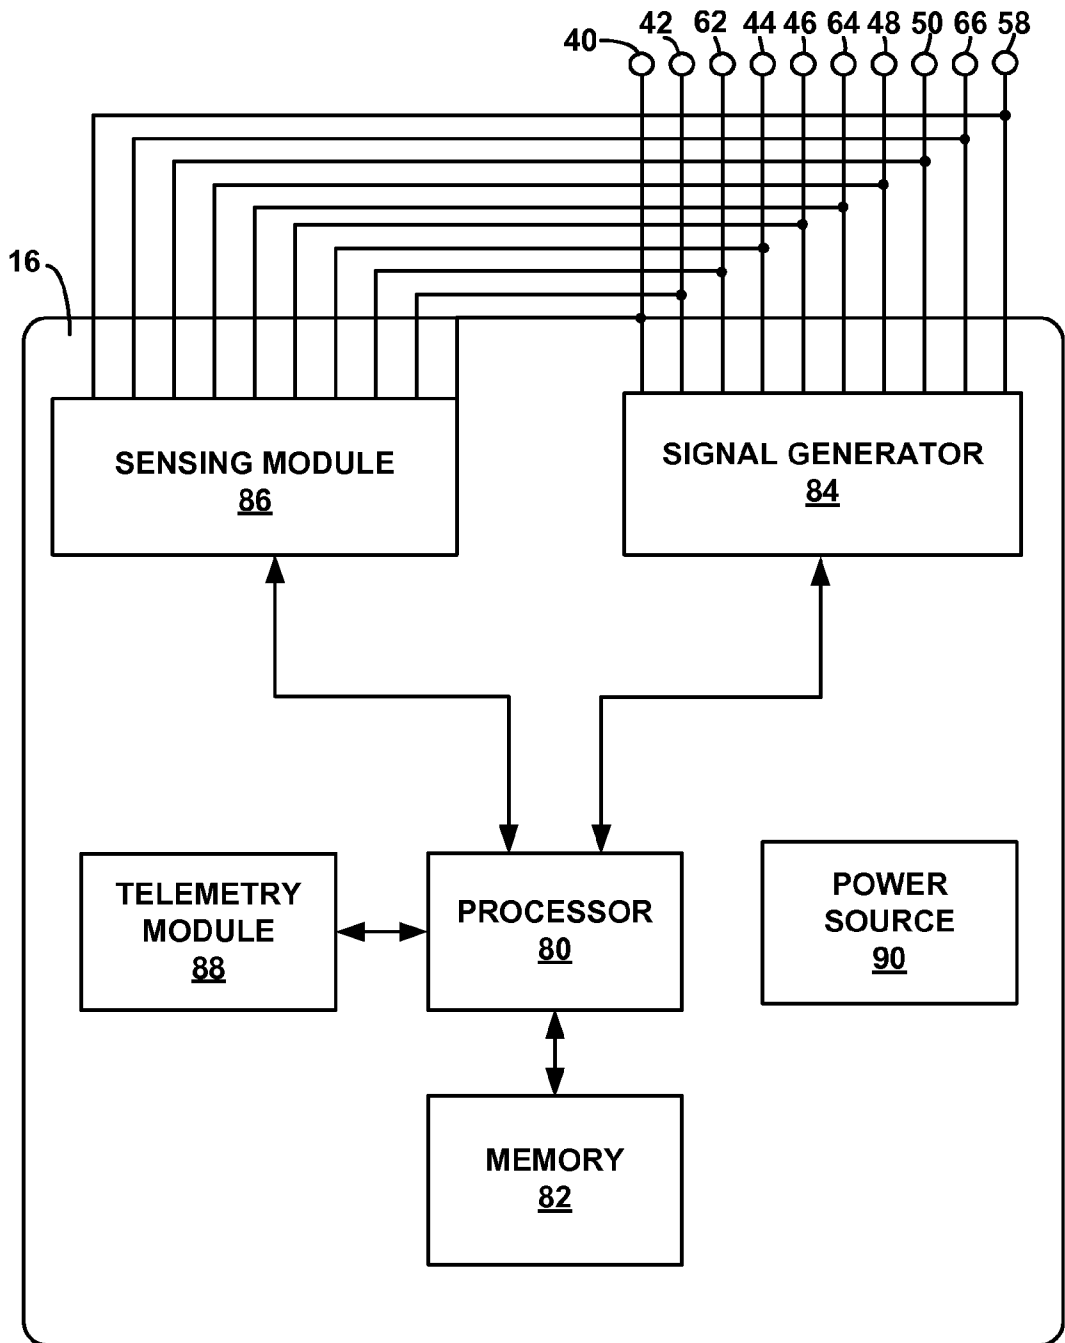 40 42 62 44 46 64 48 50 66 58
16
SENSING MODULE
86
SIGNAL GENERATOR
84
TELEMETRY
MODULE
88
PROCESSOR
80
POWER
SOURCE
90
MEMORY
82